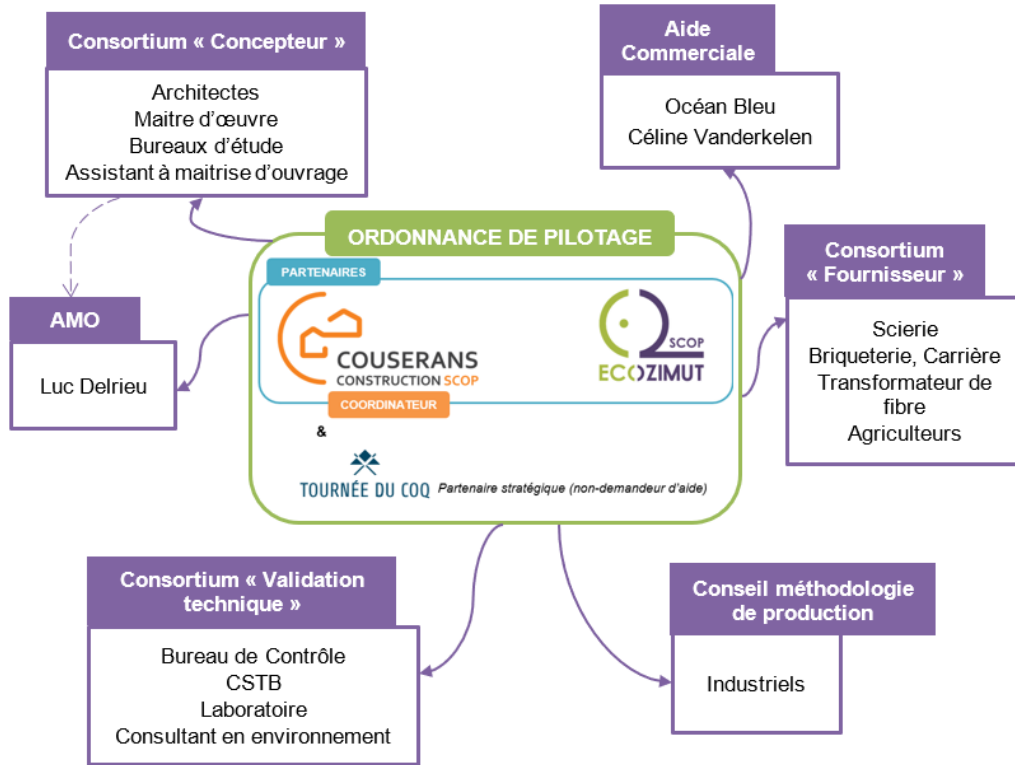 Consortium « Concepteur »
Architectes
Maitre d'œuvre
Bureaux d'étude
Assistant à maitrise d'ouvrage
Aide
Commerciale
Océan Bleu
Céline Vanderkelen
ORDONNANCE DE PILOTAGE
PARTENAIRES
COUSERANS
CONSTRUCTION SCOP
COORDINATEUR
SCOP
ECOZIMUT
&
TOURNÉE DU COQ Partenaire stratégique (non-demandeur d'aide)
AMO
Luc Delrieu
Consortium
« Fournisseur »
Scierie
Briqueterie, Carrière
Transformateur de
fibre
Agriculteurs
Consortium « Validation
technique »
Bureau de Contrôle
CSTB
Laboratoire
Consultant en environnement
Conseil méthodologie
de production
Industriels